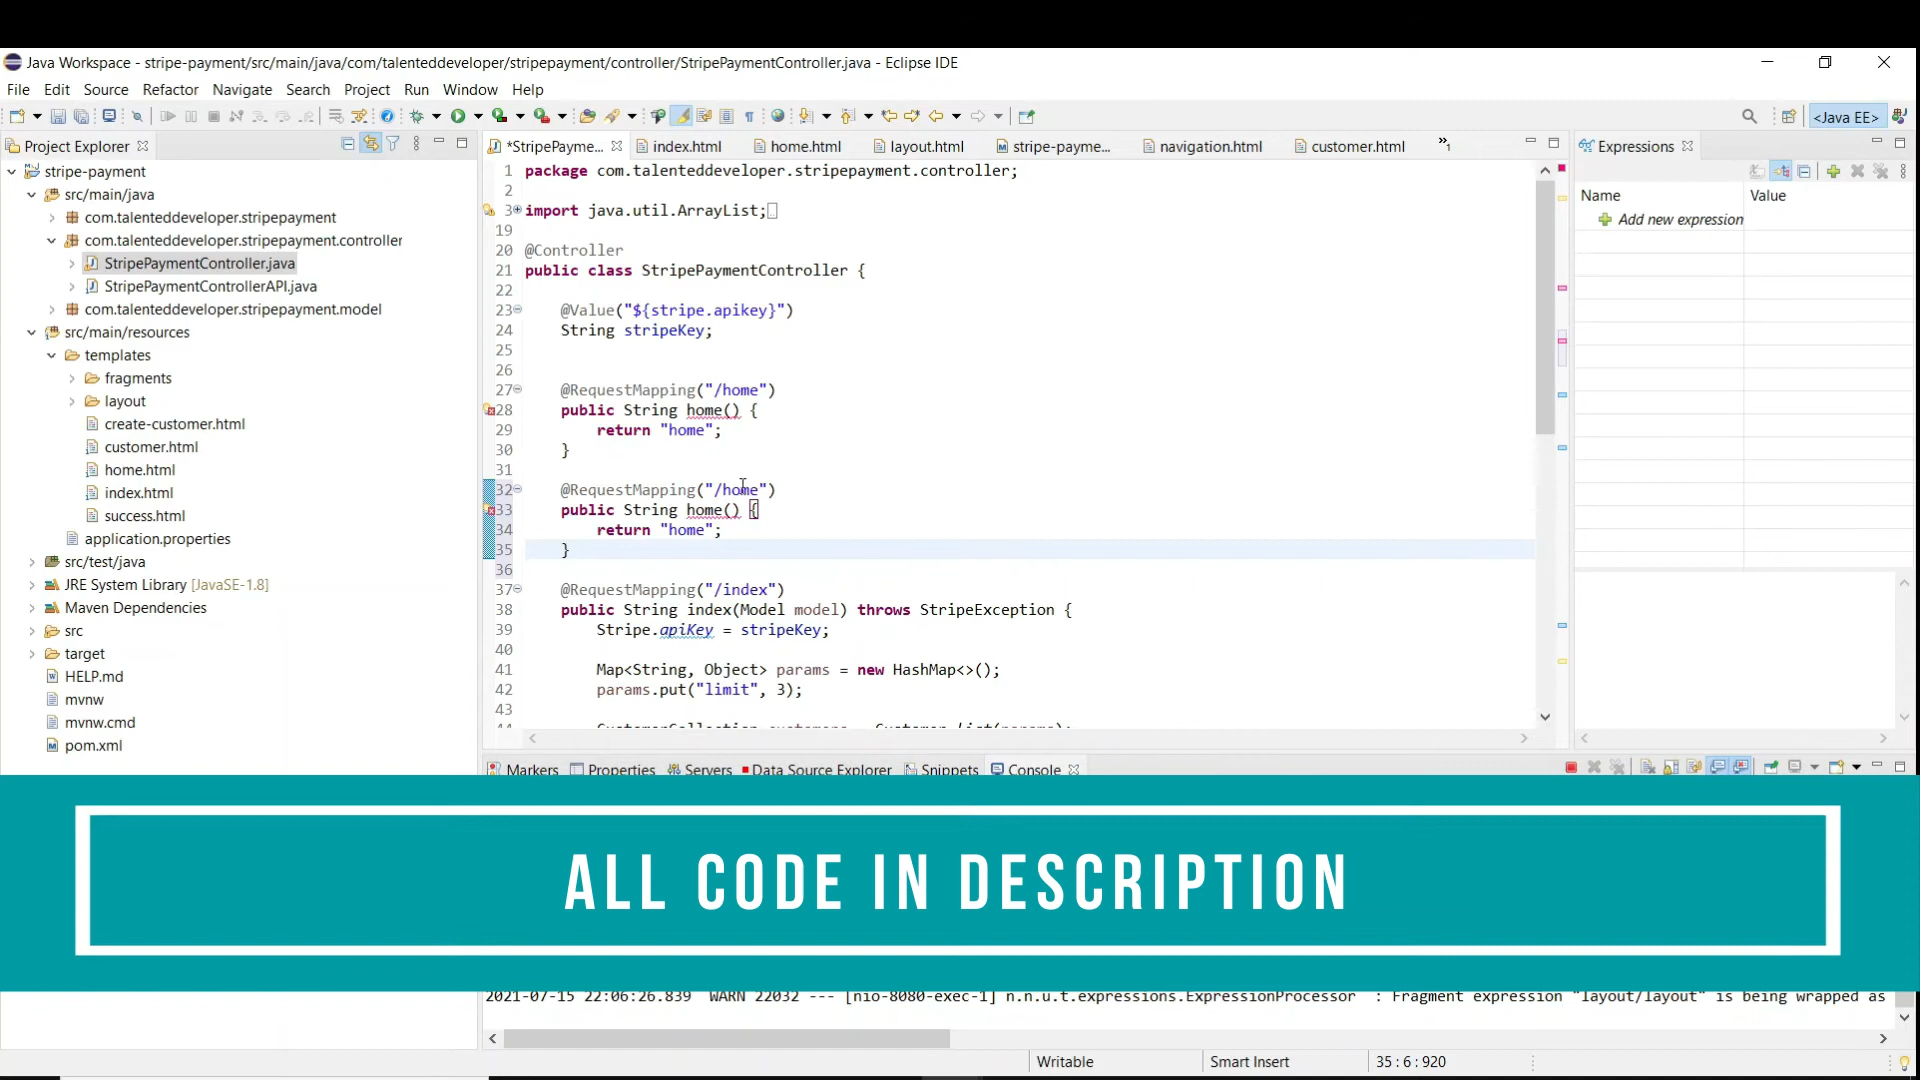 Java Workspace - stripe-payment/src/main/java/com/talenteddeveloper/stripepayment/controller/StripePaymentController.java - Eclipse IDE
File Edit Source Refactor Navigate Search Project Run Window Help
<Java EE>
Project Explorer
*StripePayme... index.html home.html layout.html stripe-payme... navigation.html customer.html »1
Expressions
stripe-payment
src/main/java
com.talenteddeveloper.stripepayment
com.talenteddeveloper.stripepayment.controller
StripePaymentController.java
StripePaymentControllerAPI.java
com.talenteddeveloper.stripepayment.model
src/main/resources
templates
fragments
layout
create-customer.html
customer.html
home.html
index.html
success.html
application.properties
src/test/java
JRE System Library [JavaSE-1.8]
Maven Dependencies
src
target
HELP.md
mvnw
mvnw.cmd
pom.xml
1 package com.talenteddeveloper.stripepayment.controller;
2
3 import java.util.ArrayList;
19
20 @Controller
21 public class StripePaymentController {
22
23 @Value("${stripe.apikey}")
24 String stripeKey;
25
26
27 @RequestMapping("/home")
28 public String home() {
29 return "home";
30 }
31
32 @RequestMapping("/home")
33 public String home() {
34 return "home";
35 }
36
37 @RequestMapping("/index")
38 public String index(Model model) throws StripeException {
39 Stripe.apiKey = stripeKey;
40
41 Map<String, Object> params = new HashMap<>();
42 params.put("limit", 3);
43
Name Value
Add new expression
Markers Properties Servers Data Source Explorer Snippets Console
ALL CODE IN DESCRIPTION
2021-07-15 22:06:26.839 WARN 22032 --- [nio-8080-exec-1] n.n.u.t.expressions.ExpressionProcessor : Fragment expression "layout/layout" is being wrapped as
Writable Smart Insert 35 : 6 : 920